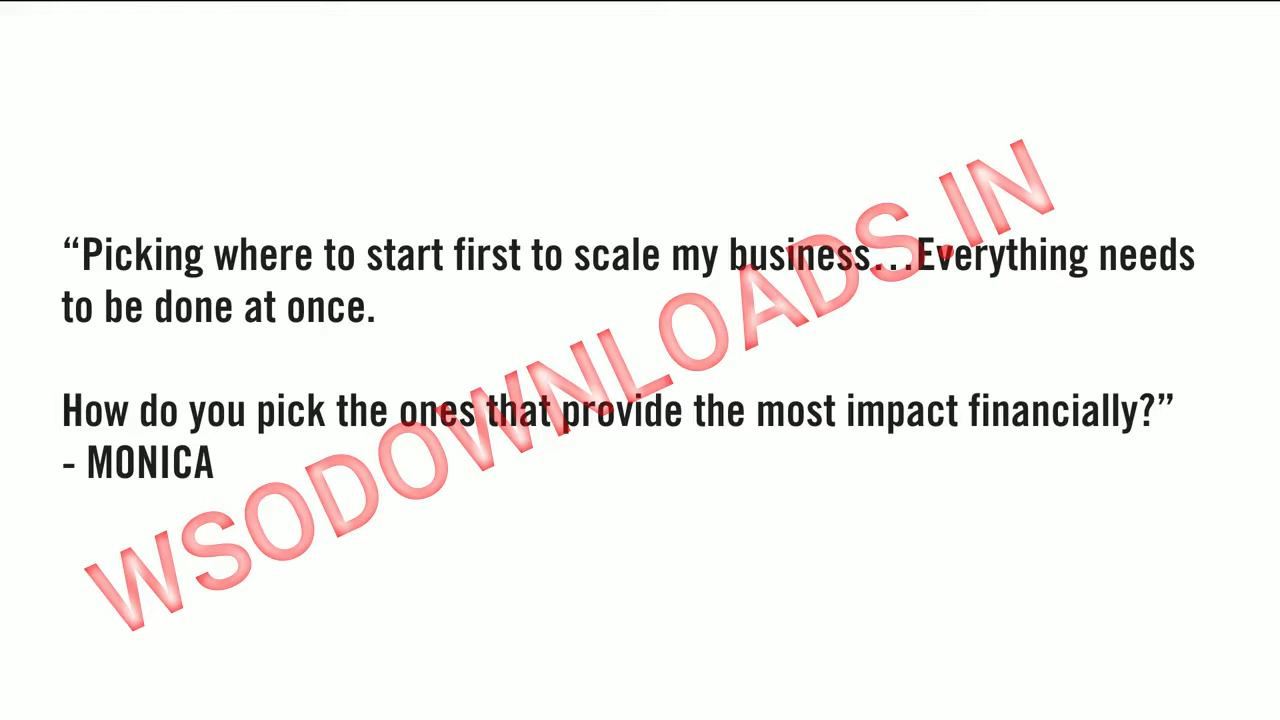 “Picking where to start first to scale my business...Everything needs
to be done at once.
How do you pick the ones that provide the most impact financially?”
- MONICA
WSODOWNLOADS.IN